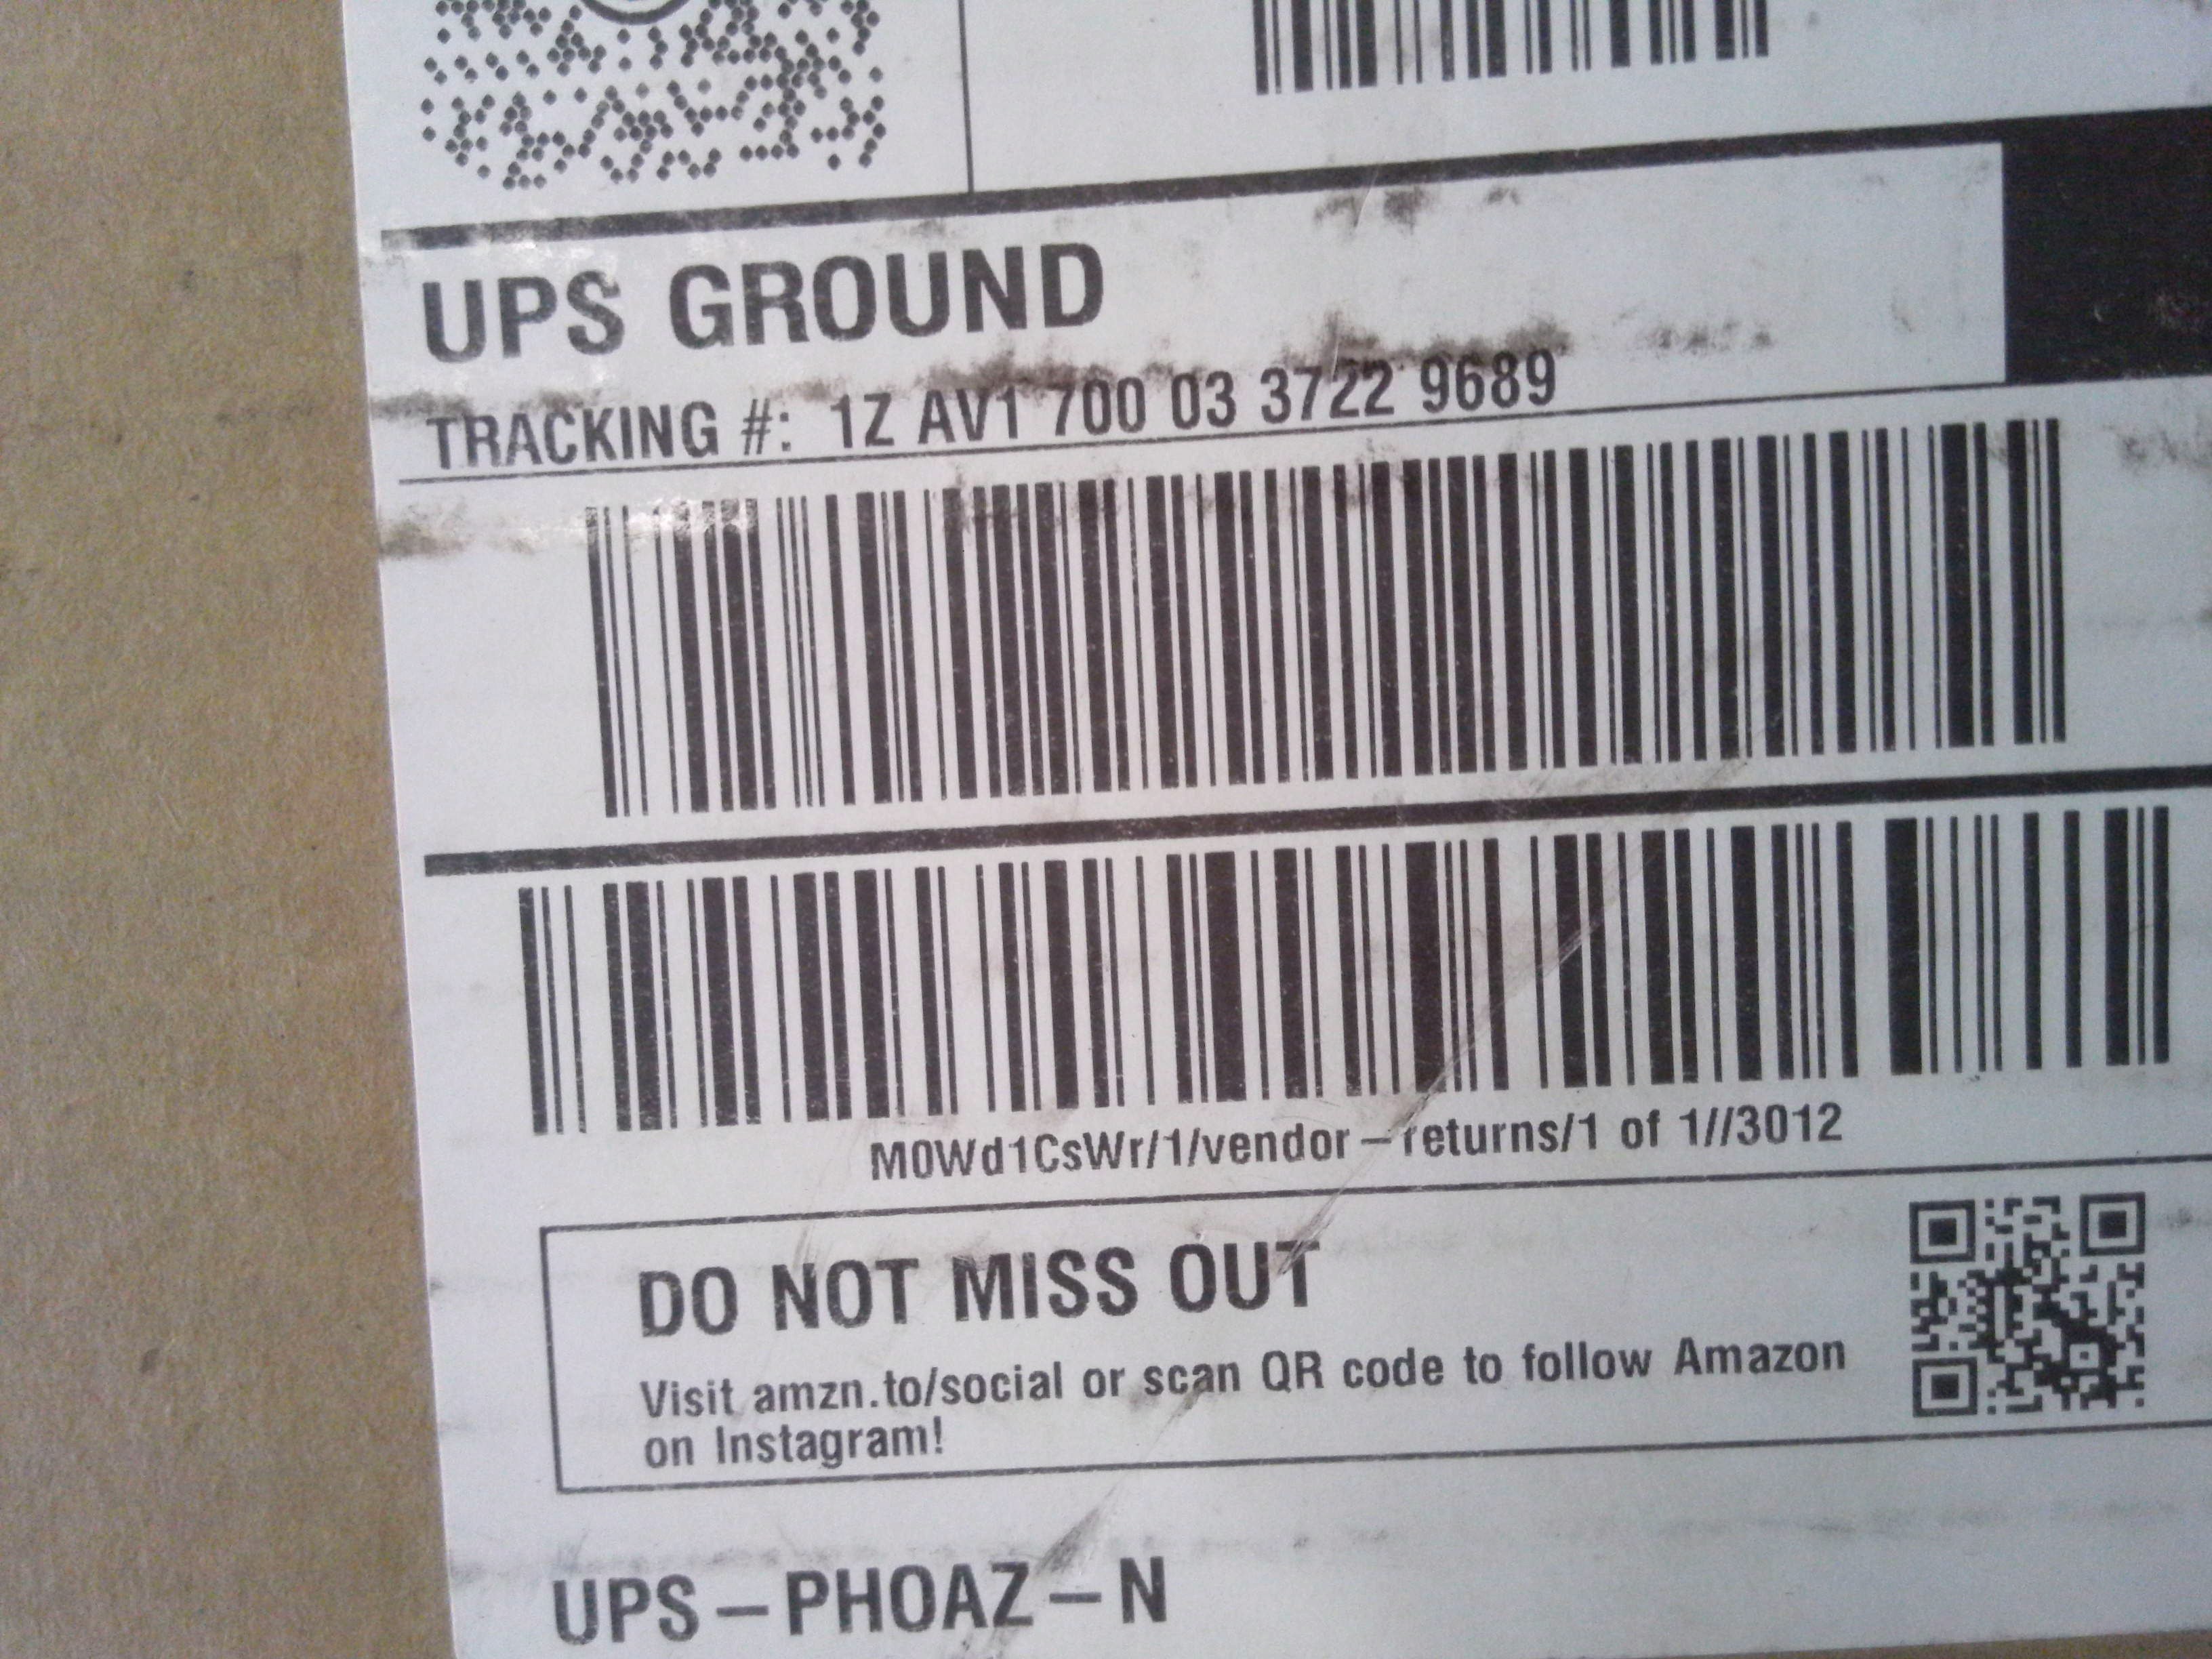 UPS GROUND
TRACKING #: 1Z AV1 700 03 3722 9689
M0Wd1CsWr/1/vendor-returns/1 of 1//3012
DO NOT MISS OUT
Visit amzn.to/social or scan QR code to follow Amazon
on Instagram!
UPS-PHOAZ-N